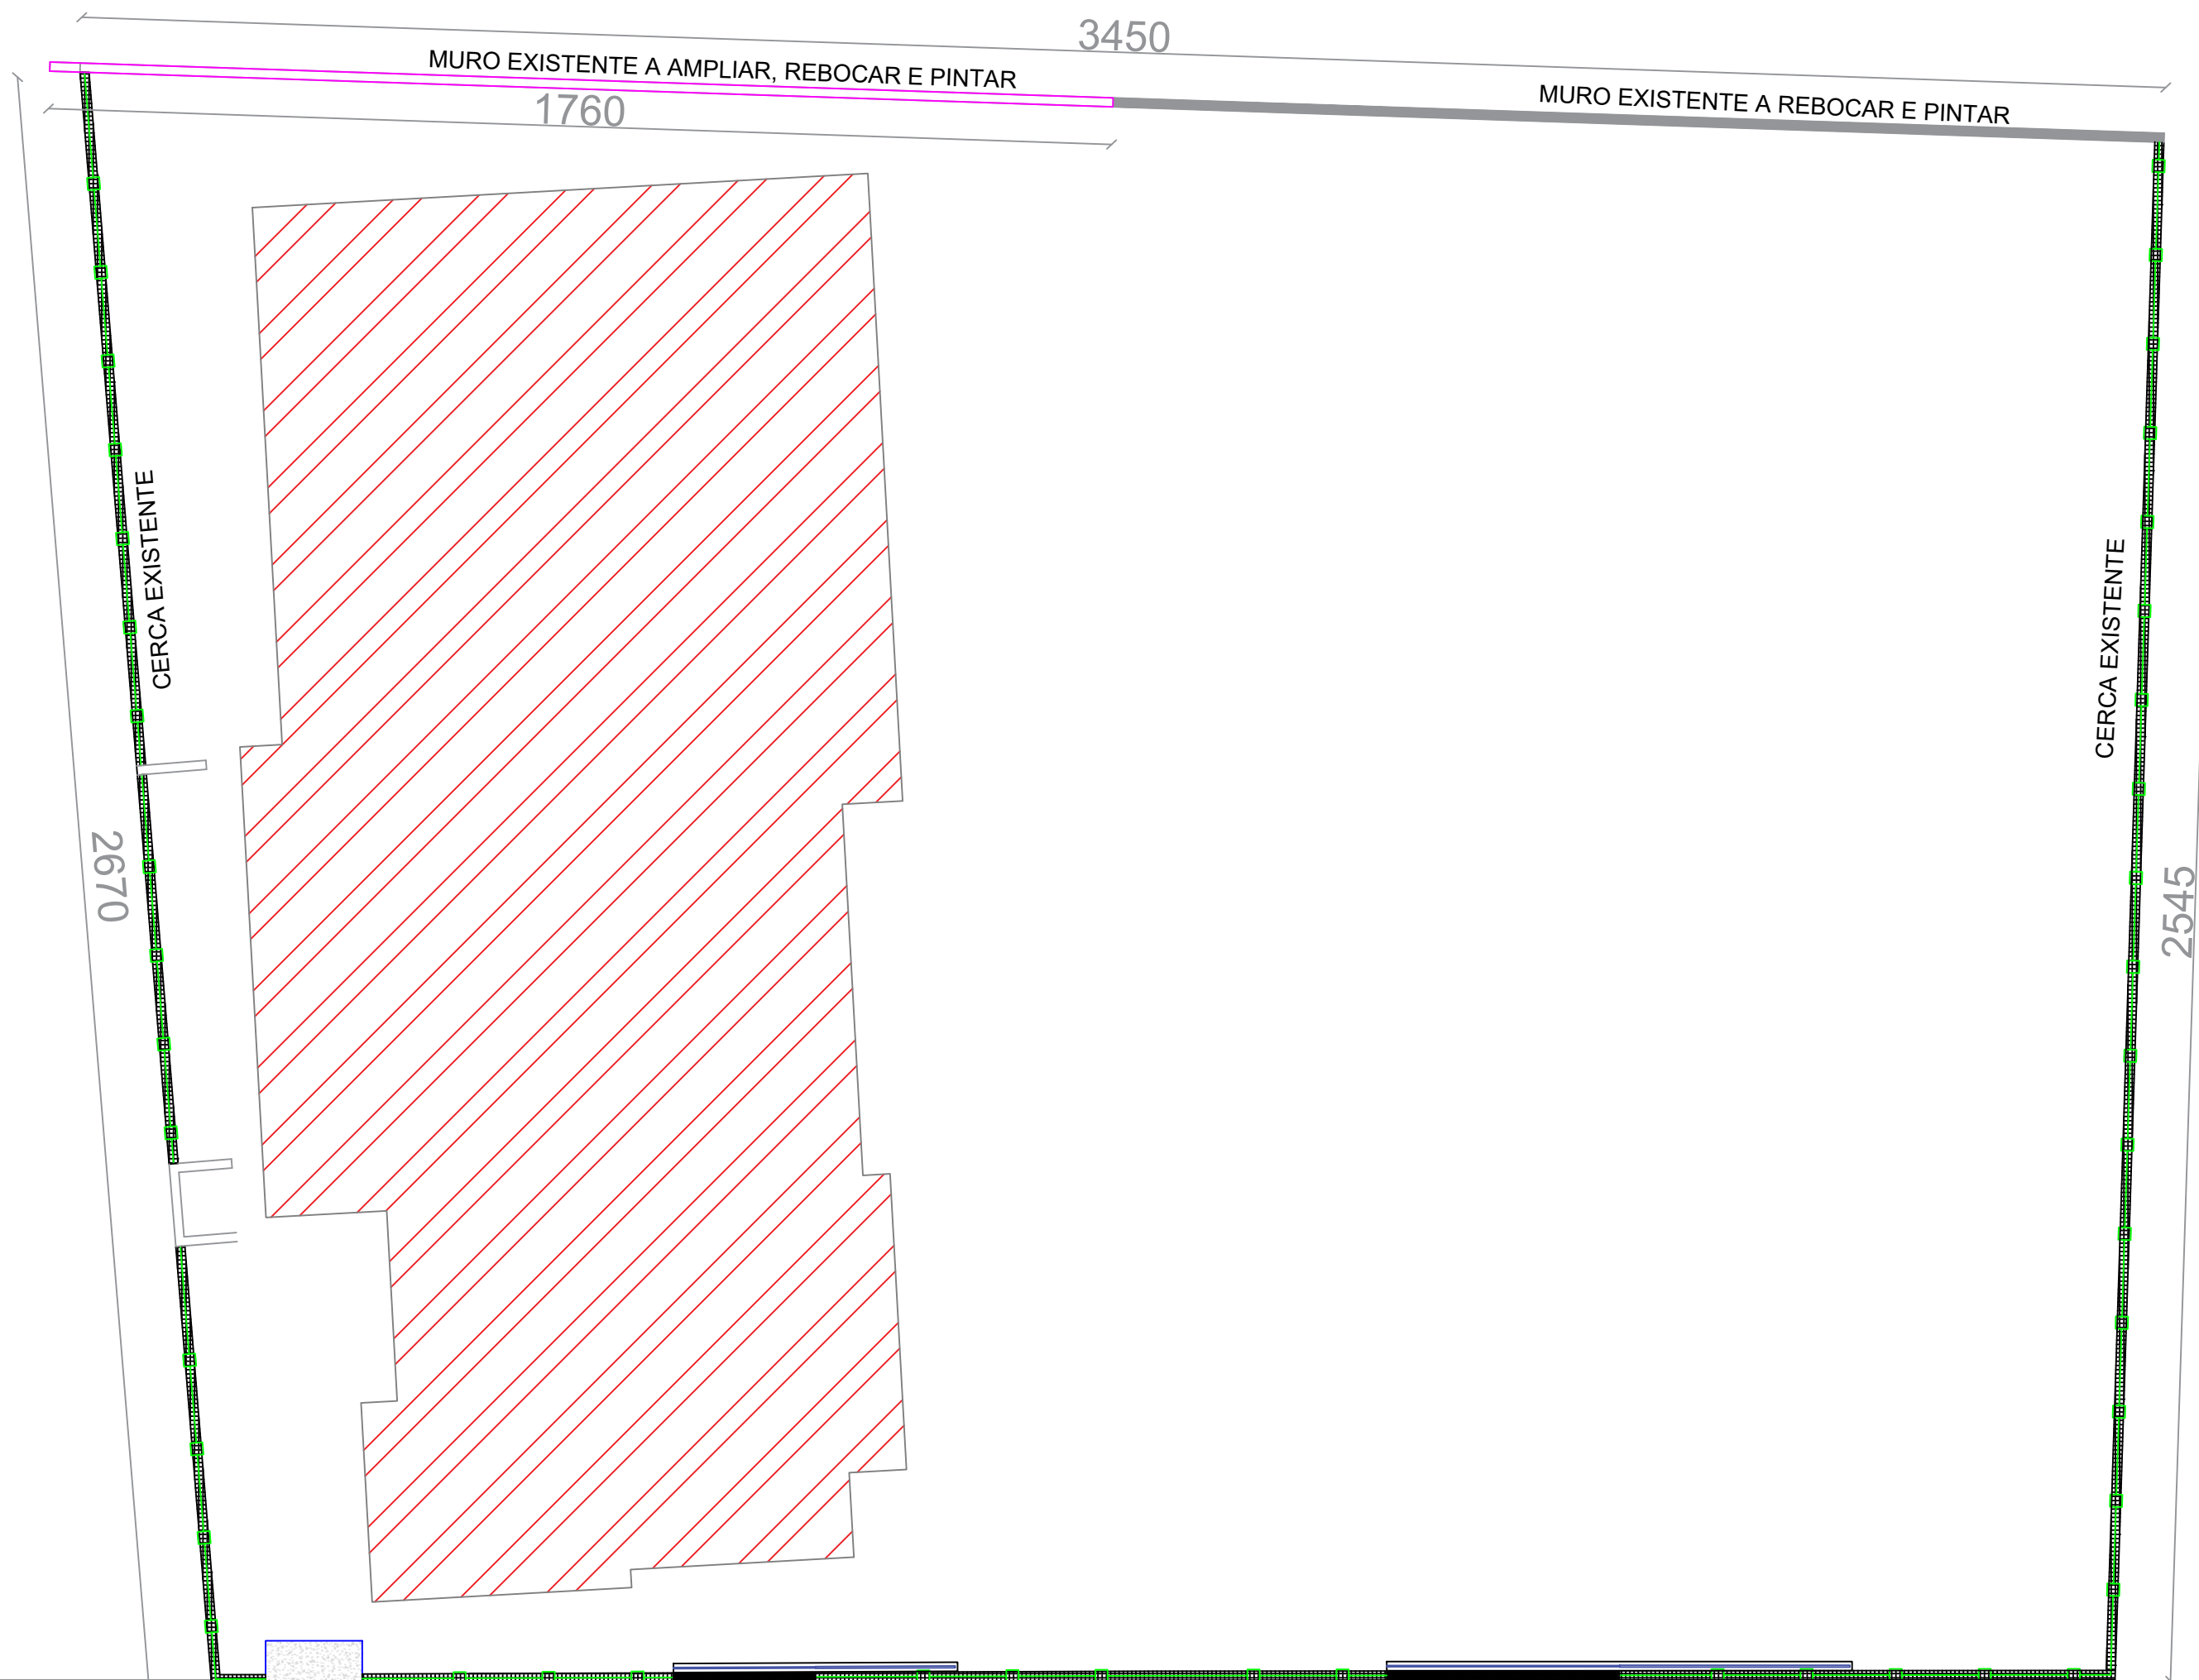 3450
MURO EXISTENTE A AMPLIAR, REBOCAR E PINTAR
MURO EXISTENTE A REBOCAR E PINTAR
1760
CERCA EXISTENTE
CERCA EXISTENTE
2670
2545